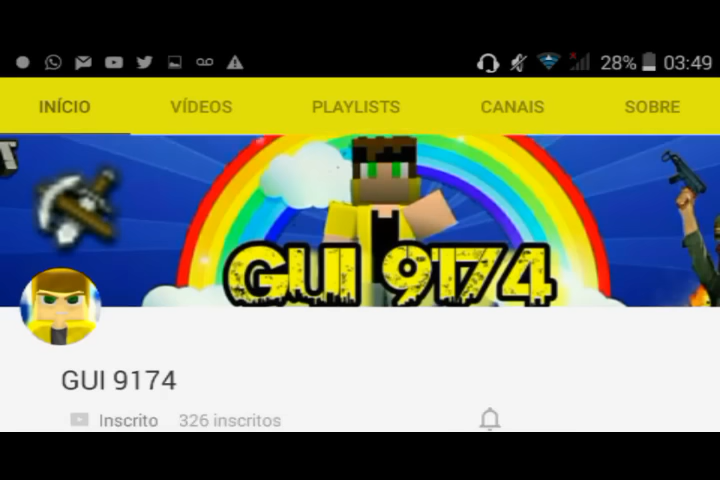 28% 03:49
INÍCIO VÍDEOS PLAYLISTS CANAIS SOBRE
T
GUI 9174
GUI 9174
Inscrito 326 inscritos